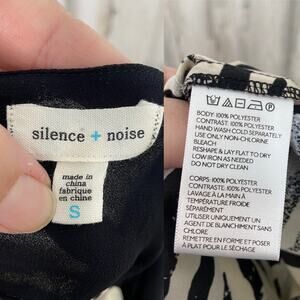 silence + noise
made in
china
fabrique
en chine
S
BODY: 100% POLYESTER
CONTRAST: 100% POLYESTER
HAND WASH COLD SEPARATELY
USE ONLY NON-CHLORINE
BLEACH
RESHAPE & LAY FLAT TO DRY
LOW IRON AS NEEDED
DO NOT DRY CLEAN
CORPS: 100% POLYESTER
CONTRASTE: 100% POLYESTER
LAVAGE À LA MAIN À
TEMPÉRATURE FROIDE
SÉPARÉMENT
UTILISER UNIQUEMENT UN
AGENT DE BLANCHIMENT SANS
CHLORE
REMETTRE EN FORME ET POSER
À PLAT POUR LE SÉCHAGE